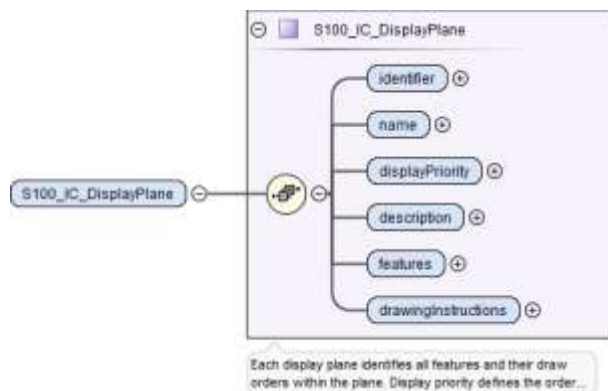 S100_IC_DisplayPlane
identifier
name
displayPriority
S100_IC_DisplayPlane
description
features
drawingInstructions
Each display plane identifies all features and their draw
orders within the plane. Display priority defines the order...